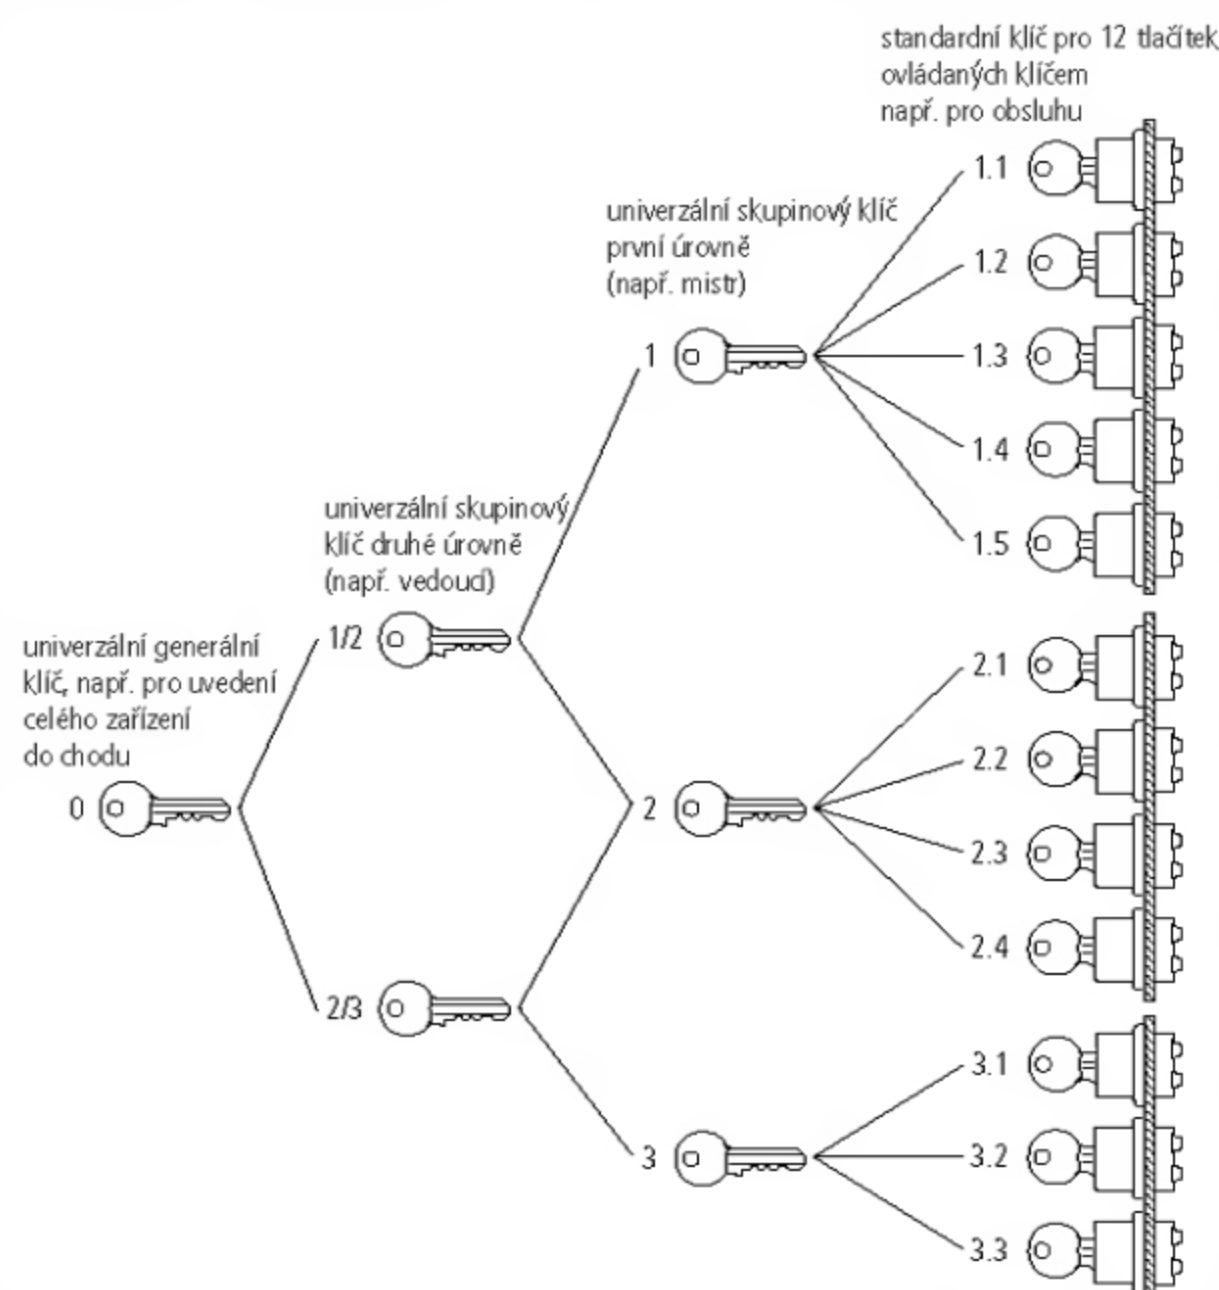 standardní klíč pro 12 tlačítek
ovládaných klíčem
např. pro obsluhu
1.1
univerzální skupinový klíč
první úrovně
(např. mistr)
1.2
1
1.3
1.4
univerzální skupinový
klíč druhé úrovně
(např. vedoucí)
1.5
univerzální generální
klíč, např. pro uvedení
celého zařízení
do chodu
1/2
2.1
2.2
0
2
2.3
2.4
2/3
3.1
3
3.2
3.3